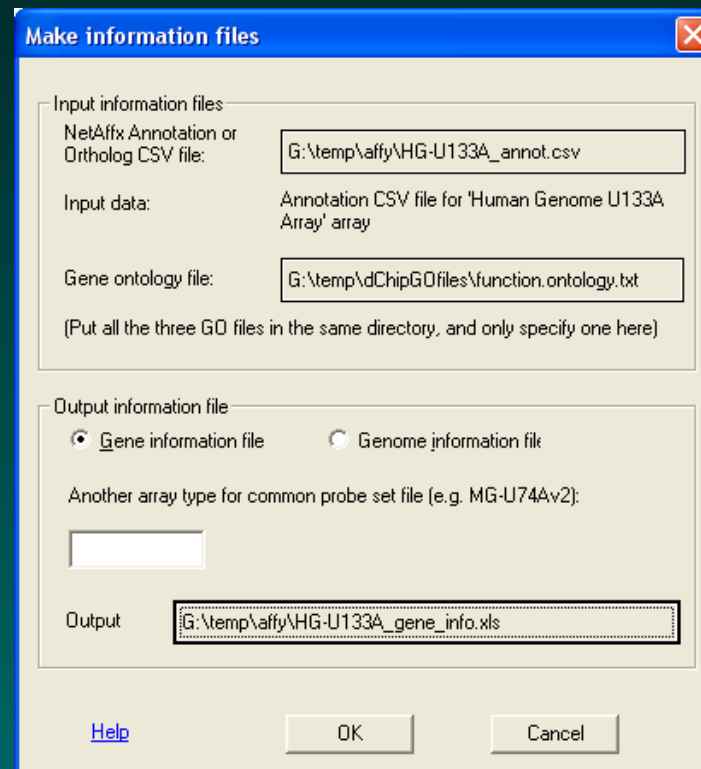 Make information files
Input information files
NetAffx Annotation or
Ortholog CSV file:
G:\temp\affy\HG-U133A_annot.csv
Input data:
Annotation CSV file for 'Human Genome U133A
Array' array
Gene ontology file:
G:\temp\dChipGOfiles\function.ontology.txt
(Put all the three GO files in the same directory, and only specify one here)
Output information file
Gene information file
Genome information file
Another array type for common probe set file (e.g. MG-U74Av2):
Output
G:\temp\affy\HG-U133A_gene_info.xls
Help
OK
Cancel